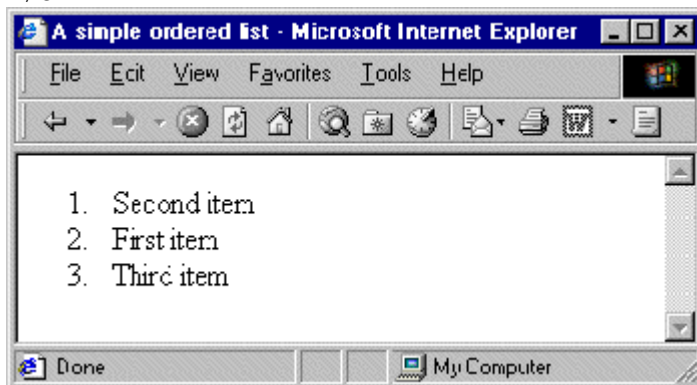 A simple ordered list - Microsoft Internet Explorer
File Edit View Favorites Tools Help
1. Second item
2. First item
3. Third item
Done My Computer